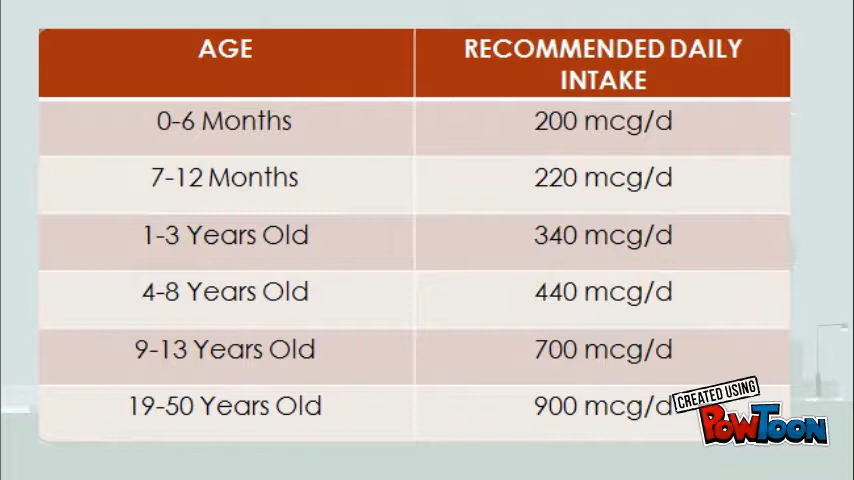 AGE
RECOMMENDED DAILY
INTAKE
0-6 Months
200 mcg/d
7-12 Months
220 mcg/d
1-3 Years Old
340 mcg/d
4-8 Years Old
440 mcg/d
9-13 Years Old
700 mcg/d
19-50 Years Old
900 mcg/d
CREATED USING
POWTOON